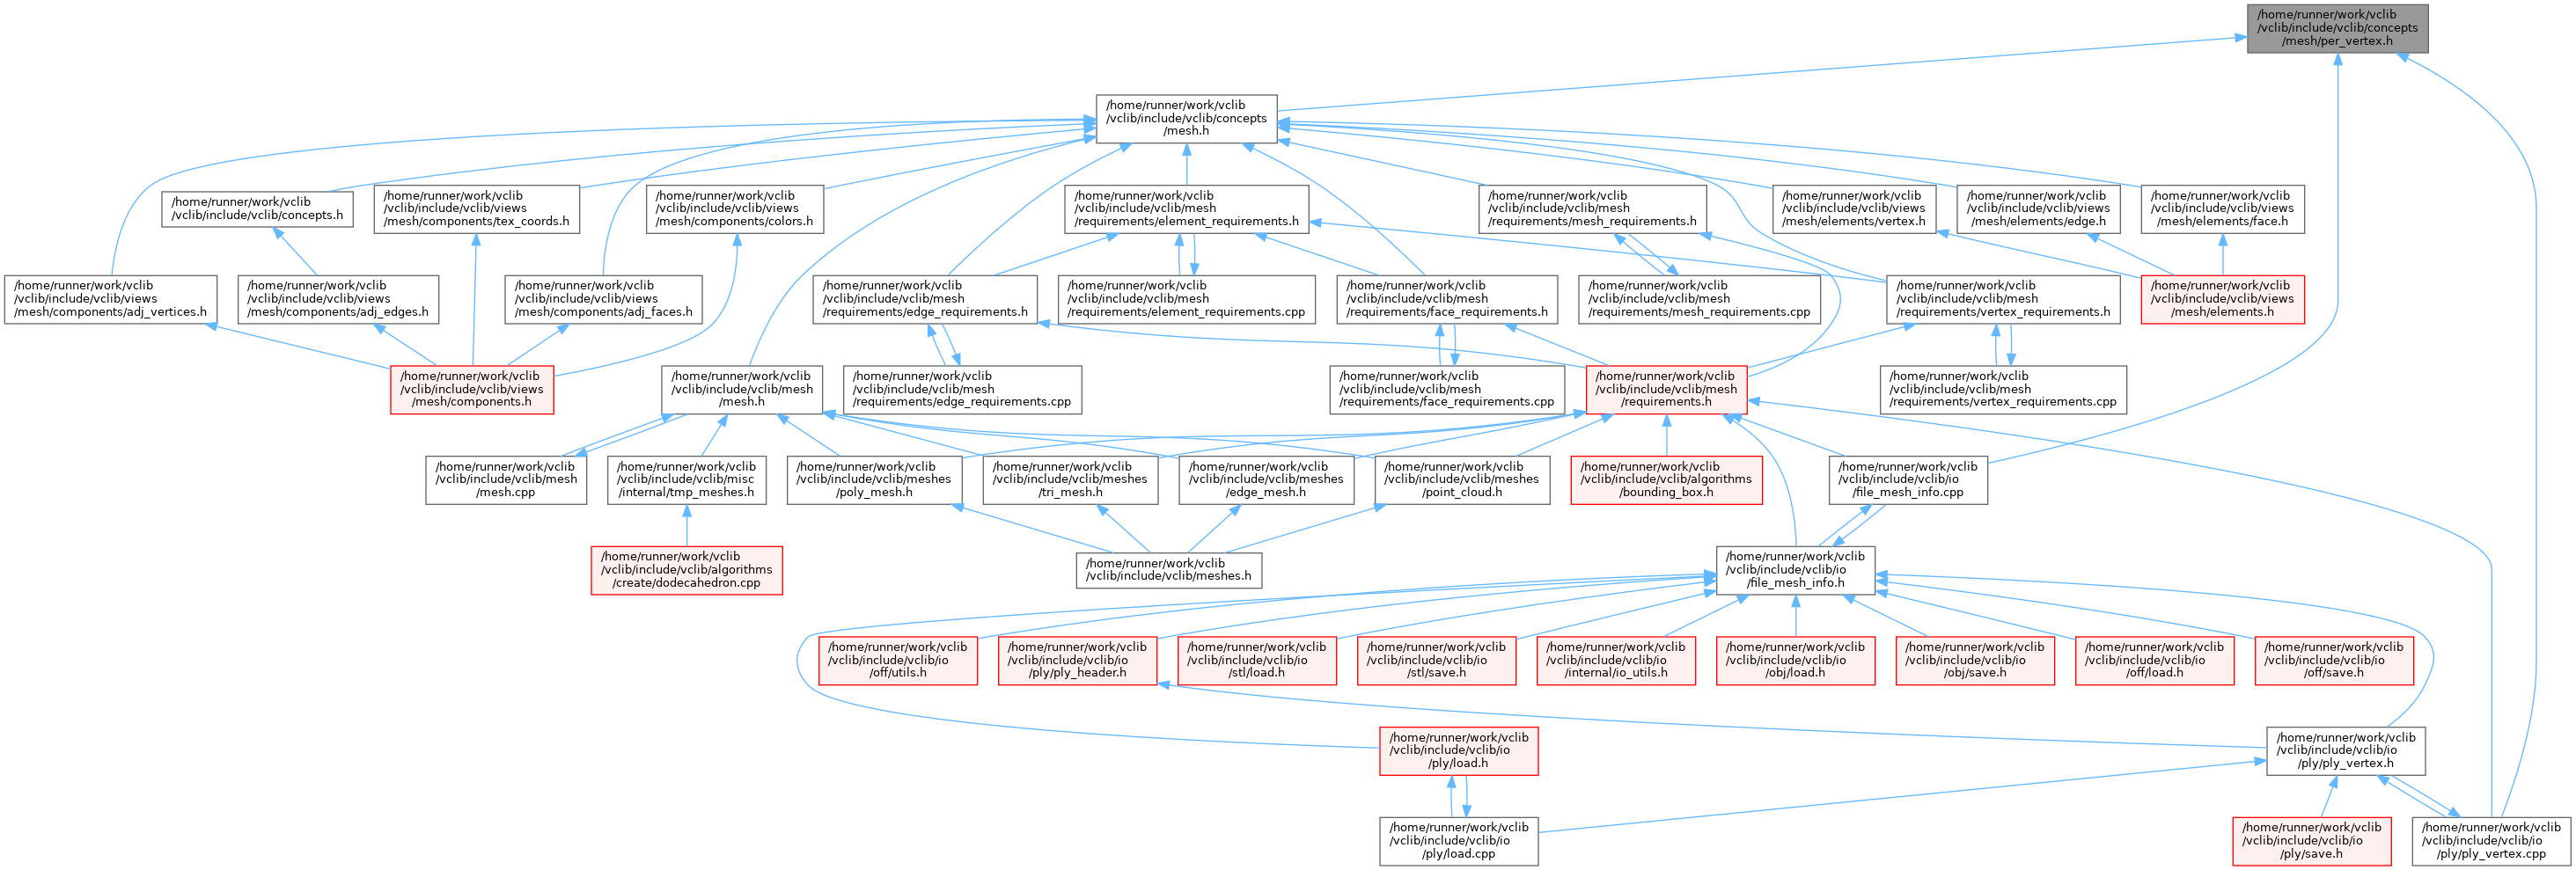 /home/runner/work/vclib
/vclib/include/vclib/concepts
/mesh/per_vertex.h
/home/runner/work/vclib
/vclib/include/vclib/concepts
/mesh.h
/home/runner/work/vclib
/vclib/include/vclib/concepts.h
/home/runner/work/vclib
/vclib/include/vclib/views
/mesh/components/tex_coords.h
/home/runner/work/vclib
/vclib/include/vclib/views
/mesh/components/colors.h
/home/runner/work/vclib
/vclib/include/vclib/mesh
/requirements/element_requirements.h
/home/runner/work/vclib
/vclib/include/vclib/mesh
/requirements/mesh_requirements.h
/home/runner/work/vclib
/vclib/include/vclib/views
/mesh/elements/vertex.h
/home/runner/work/vclib
/vclib/include/vclib/views
/mesh/elements/edge.h
/home/runner/work/vclib
/vclib/include/vclib/views
/mesh/elements/face.h
/home/runner/work/vclib
/vclib/include/vclib/views
/mesh/components/adj_vertices.h
/home/runner/work/vclib
/vclib/include/vclib/views
/mesh/components/adj_edges.h
/home/runner/work/vclib
/vclib/include/vclib/views
/mesh/components/adj_faces.h
/home/runner/work/vclib
/vclib/include/vclib/mesh
/requirements/edge_requirements.h
/home/runner/work/vclib
/vclib/include/vclib/mesh
/requirements/element_requirements.cpp
/home/runner/work/vclib
/vclib/include/vclib/mesh
/requirements/face_requirements.h
/home/runner/work/vclib
/vclib/include/vclib/mesh
/requirements/mesh_requirements.cpp
/home/runner/work/vclib
/vclib/include/vclib/mesh
/requirements/vertex_requirements.h
/home/runner/work/vclib
/vclib/include/vclib/views
/mesh/elements.h
/home/runner/work/vclib
/vclib/include/vclib/views
/mesh/components.h
/home/runner/work/vclib
/vclib/include/vclib/mesh
/mesh.h
/home/runner/work/vclib
/vclib/include/vclib/mesh
/requirements/edge_requirements.cpp
/home/runner/work/vclib
/vclib/include/vclib/mesh
/requirements/face_requirements.cpp
/home/runner/work/vclib
/vclib/include/vclib/mesh
/requirements.h
/home/runner/work/vclib
/vclib/include/vclib/mesh
/requirements/vertex_requirements.cpp
/home/runner/work/vclib
/vclib/include/vclib/mesh
/mesh.cpp
/home/runner/work/vclib
/vclib/include/vclib/misc
/internal/tmp_meshes.h
/home/runner/work/vclib
/vclib/include/vclib/meshes
/poly_mesh.h
/home/runner/work/vclib
/vclib/include/vclib/meshes
/tri_mesh.h
/home/runner/work/vclib
/vclib/include/vclib/meshes
/edge_mesh.h
/home/runner/work/vclib
/vclib/include/vclib/meshes
/point_cloud.h
/home/runner/work/vclib
/vclib/include/vclib/algorithms
/bounding_box.h
/home/runner/work/vclib
/vclib/include/vclib/io
/file_mesh_info.cpp
/home/runner/work/vclib
/vclib/include/vclib/algorithms
/create/dodecahedron.cpp
/home/runner/work/vclib
/vclib/include/vclib/meshes.h
/home/runner/work/vclib
/vclib/include/vclib/io
/file_mesh_info.h
/home/runner/work/vclib
/vclib/include/vclib/io
/off/utils.h
/home/runner/work/vclib
/vclib/include/vclib/io
/ply/ply_header.h
/home/runner/work/vclib
/vclib/include/vclib/io
/stl/load.h
/home/runner/work/vclib
/vclib/include/vclib/io
/stl/save.h
/home/runner/work/vclib
/vclib/include/vclib/io
/internal/io_utils.h
/home/runner/work/vclib
/vclib/include/vclib/io
/obj/load.h
/home/runner/work/vclib
/vclib/include/vclib/io
/obj/save.h
/home/runner/work/vclib
/vclib/include/vclib/io
/off/load.h
/home/runner/work/vclib
/vclib/include/vclib/io
/off/save.h
/home/runner/work/vclib
/vclib/include/vclib/io
/ply/load.h
/home/runner/work/vclib
/vclib/include/vclib/io
/ply/ply_vertex.h
/home/runner/work/vclib
/vclib/include/vclib/io
/ply/load.cpp
/home/runner/work/vclib
/vclib/include/vclib/io
/ply/save.h
/home/runner/work/vclib
/vclib/include/vclib/io
/ply/ply_vertex.cpp